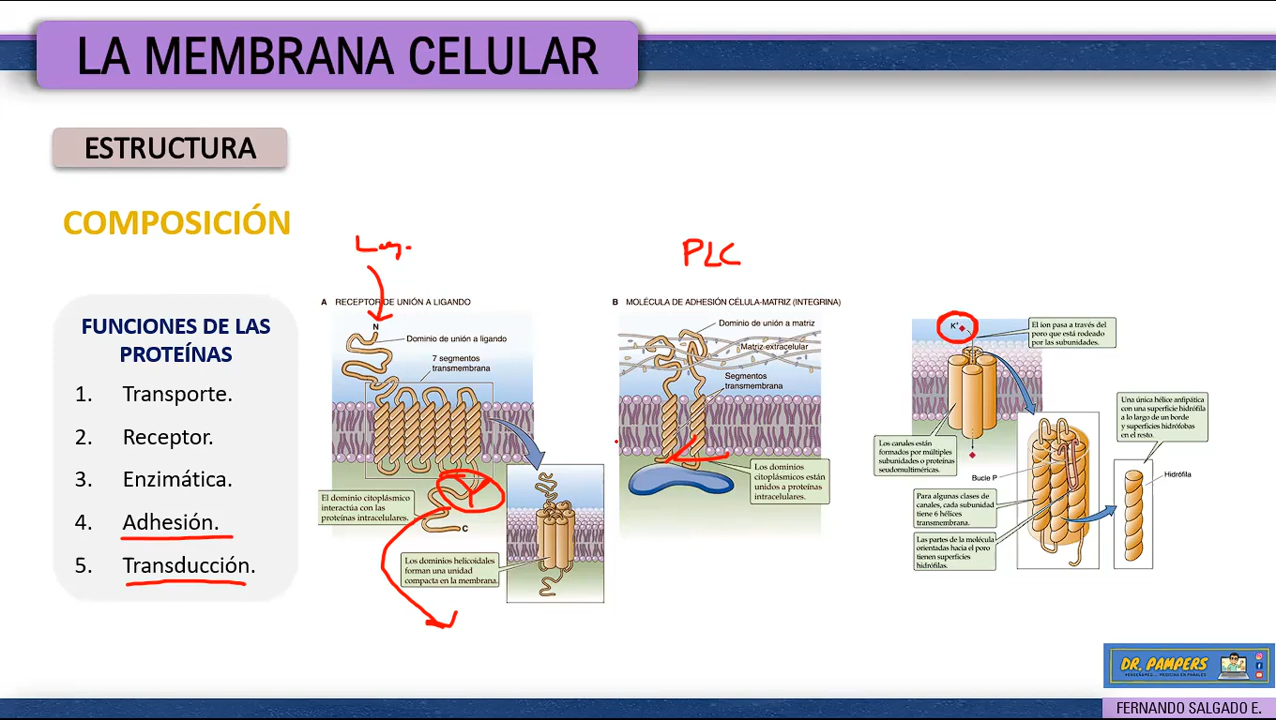 LA MEMBRANA CELULAR
ESTRUCTURA
COMPOSICIÓN
FUNCIONES DE LAS
PROTEÍNAS
1. Transporte.
2. Receptor.
3. Enzimática.
4. Adhesión.
5. Transducción.
A RECEPTOR DE UNIÓN A LIGANDO
N
Dominio de unión a ligando
7 segmentos
transmembrana
El dominio citoplásmico
interactúa con las
proteínas intracelulares.
C
Los dominios helicoidales
forman una unidad
compacta en la membrana.
PLC
B MOLÉCULA DE ADHESIÓN CÉLULA-MATRIZ (INTEGRINA)
Dominio de unión a matriz
Matriz extracelular
Segmentos
transmembrana
Los dominios
citoplásmicos están
unidos a proteínas
intracelulares.
K+
El ion pasa a través del
poro que está rodeado
por las subunidades.
Los canales están
formados por múltiples
subunidades o proteínas
seudomultiméricas.
Bucle P
Para algunas clases de
canales, cada subunidad
tiene 6 hélices
transmembrana.
Las partes de la molécula
orientadas hacia el poro
tienen superficies
hidrófilas.
Una única hélice anfipática
con una superficie hidrófila
a lo largo de un borde
y superficies hidrófobas
en el resto.
Hidrófila
DR. PAMPERS
FERNANDO SALGADO E.